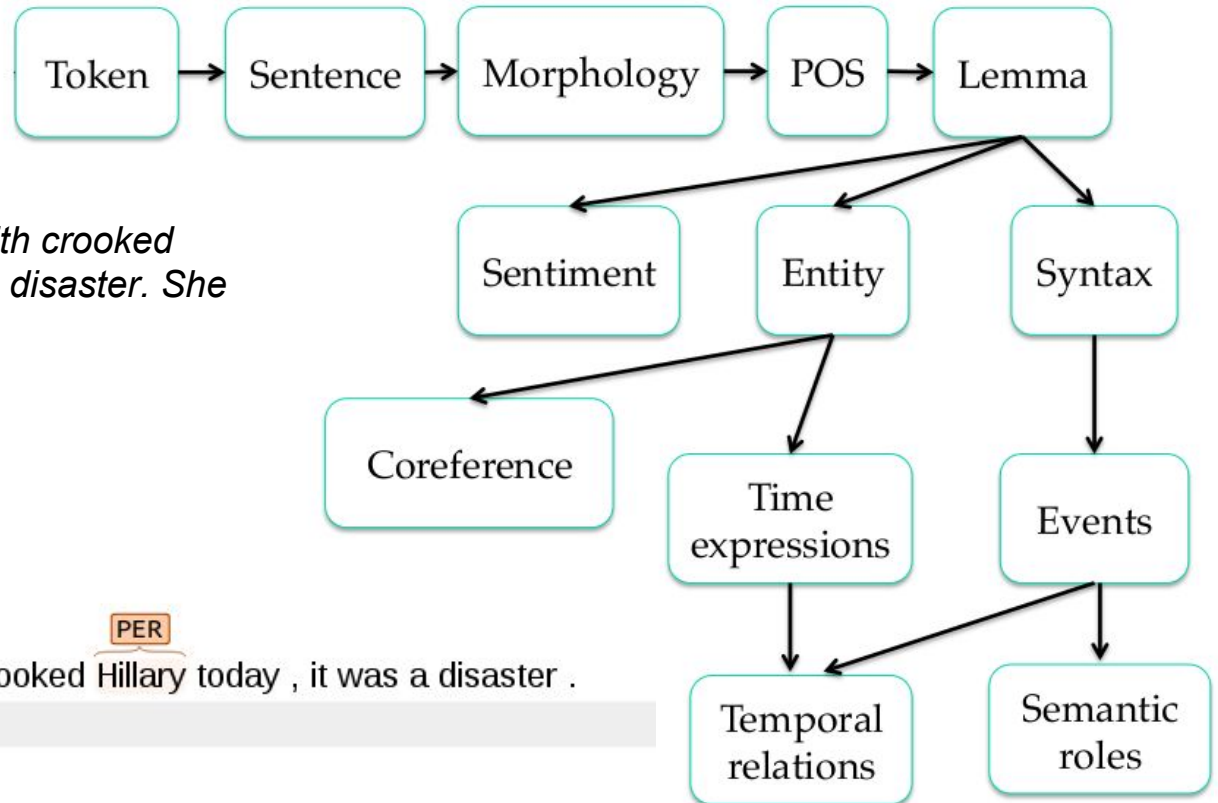 Token
Sentence
Morphology
POS
Lemma
th crooked
disaster. She
Sentiment
Entity
Syntax
Coreference
Time
expressions
Events
PER
ooked Hillary today , it was a disaster .
Temporal
relations
Semantic
roles